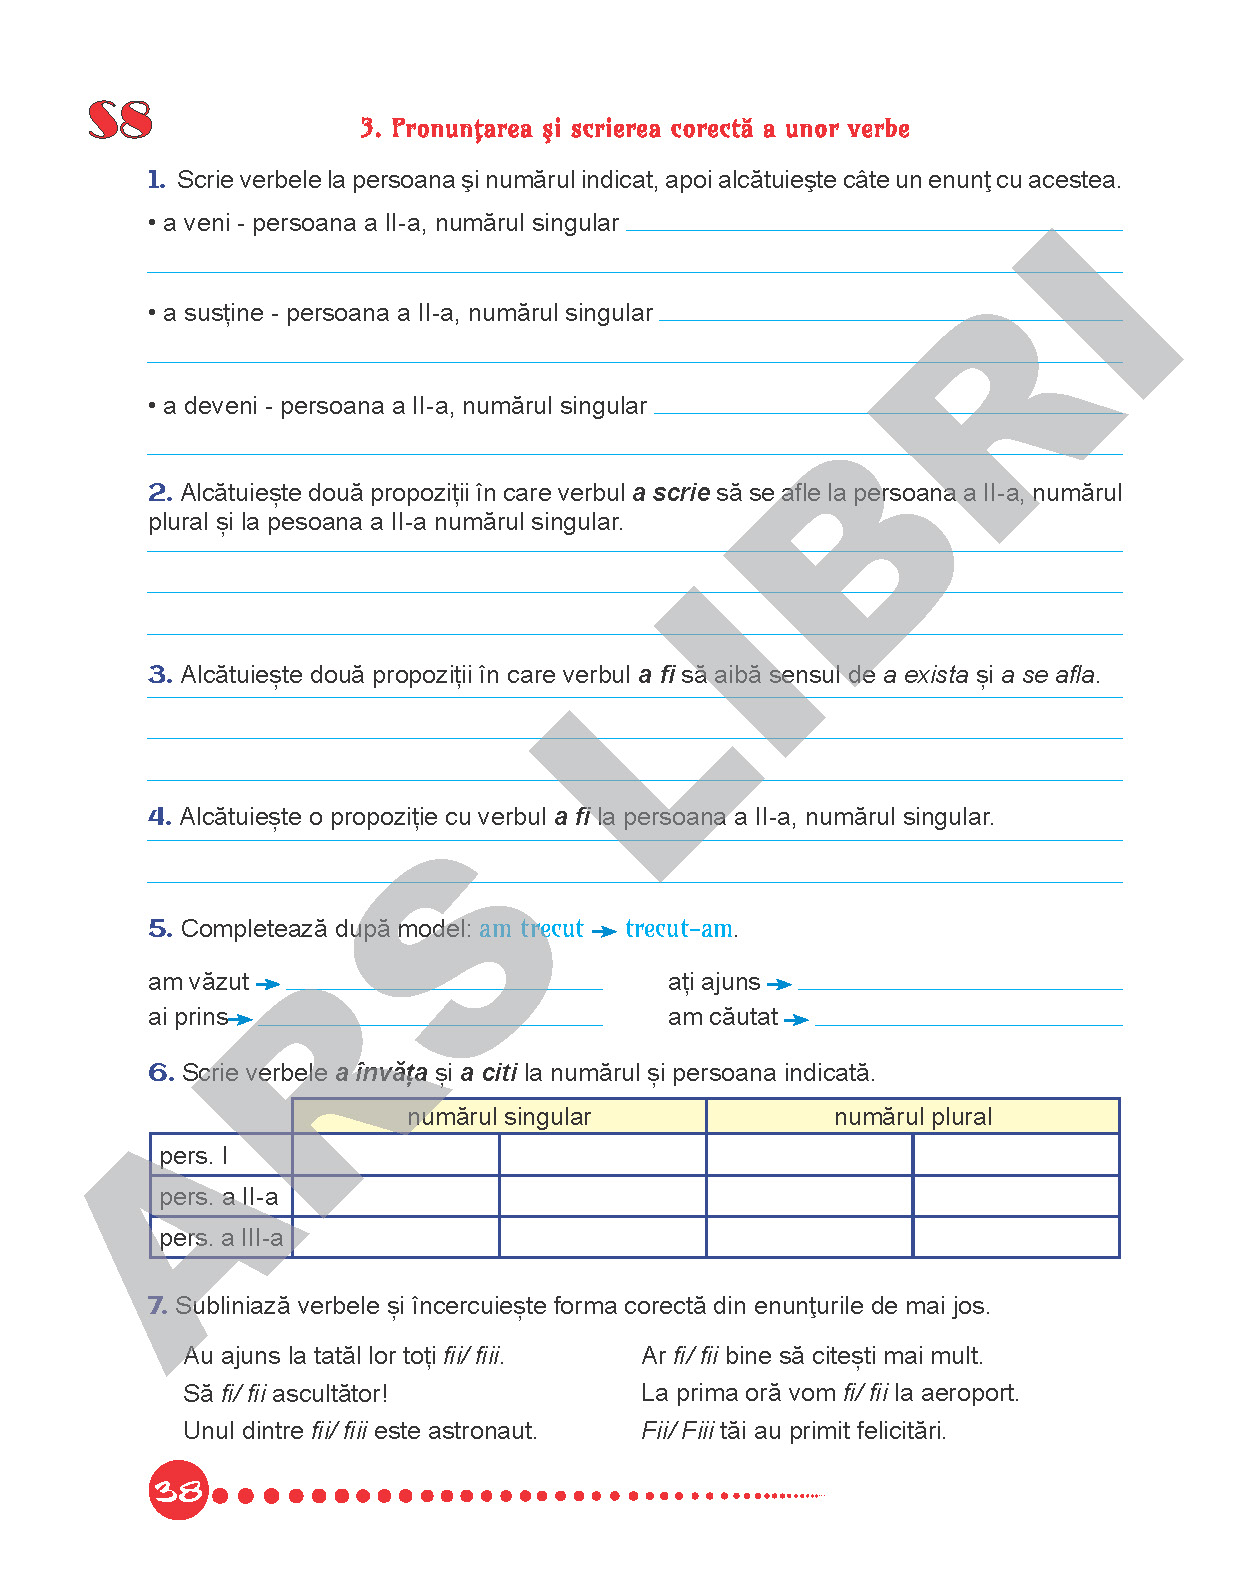 S8
3. Pronunţarea şi scrierea corectă a unor verbe
1. Scrie verbele la persoana şi numărul indicat, apoi alcătuieşte câte un enunţ cu acestea.
• a veni - persoana a II-a, numărul singular
• a susține - persoana a II-a, numărul singular
• a deveni - persoana a II-a, numărul singular
2. Alcătuiește două propoziții în care verbul a scrie să se afle la persoana a II-a, numărul
plural și la pesoana a II-a numărul singular.
3. Alcătuiește două propoziții în care verbul a fi să aibă sensul de a exista și a se afla.
4. Alcătuiește o propoziție cu verbul a fi la persoana a II-a, numărul singular.
5. Completează după model: am trecut → trecut-am.
am văzut → ați ajuns →
ai prins→ am căutat →
6. Scrie verbele a învăța și a citi la numărul și persoana indicată.
numărul singular numărul plural
pers. I
pers. a II-a
pers. a III-a
7. Subliniază verbele și încercuiește forma corectă din enunţurile de mai jos.
Au ajuns la tatăl lor toți fii/ fiii. Ar fi/ fii bine să citești mai mult.
Să fi/ fii ascultător! La prima oră vom fi/ fii la aeroport.
Unul dintre fii/ fiii este astronaut. Fii/ Fiii tăi au primit felicitări.
38
ARS LIBRI